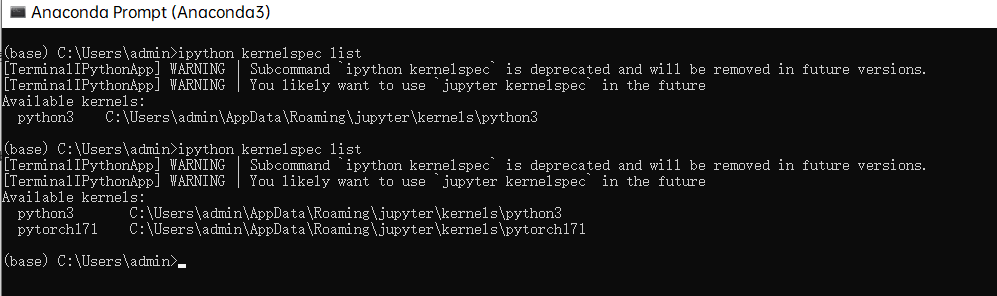 Anaconda Prompt (Anaconda3)
(base) C:\Users\admin>ipython kernelspec list
[TerminalIPythonApp] WARNING | Subcommand `ipython kernelspec` is deprecated and will be removed in future versions.
[TerminalIPythonApp] WARNING | You likely want to use `jupyter kernelspec` in the future
Available kernels:
  python3    C:\Users\admin\AppData\Roaming\jupyter\kernels\python3
(base) C:\Users\admin>ipython kernelspec list
[TerminalIPythonApp] WARNING | Subcommand `ipython kernelspec` is deprecated and will be removed in future versions.
[TerminalIPythonApp] WARNING | You likely want to use `jupyter kernelspec` in the future
Available kernels:
  python3       C:\Users\admin\AppData\Roaming\jupyter\kernels\python3
  pytorch171    C:\Users\admin\AppData\Roaming\jupyter\kernels\pytorch171
(base) C:\Users\admin>